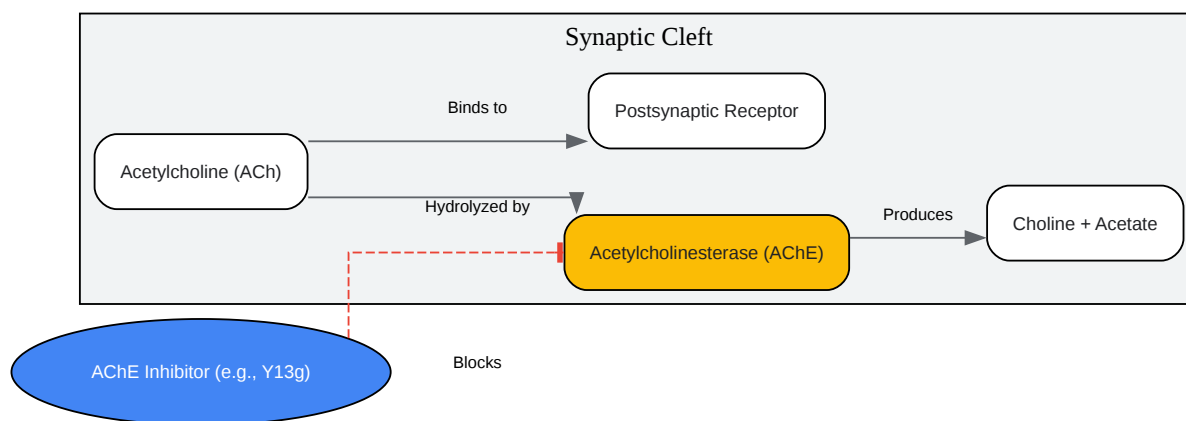 Synaptic Cleft
Binds to
Postsynaptic Receptor
Acetylcholine (ACh)
Hydrolyzed by
Produces
Choline + Acetate
Acetylcholinesterase (AChE)
AChE Inhibitor (e.g., Y13g)
Blocks